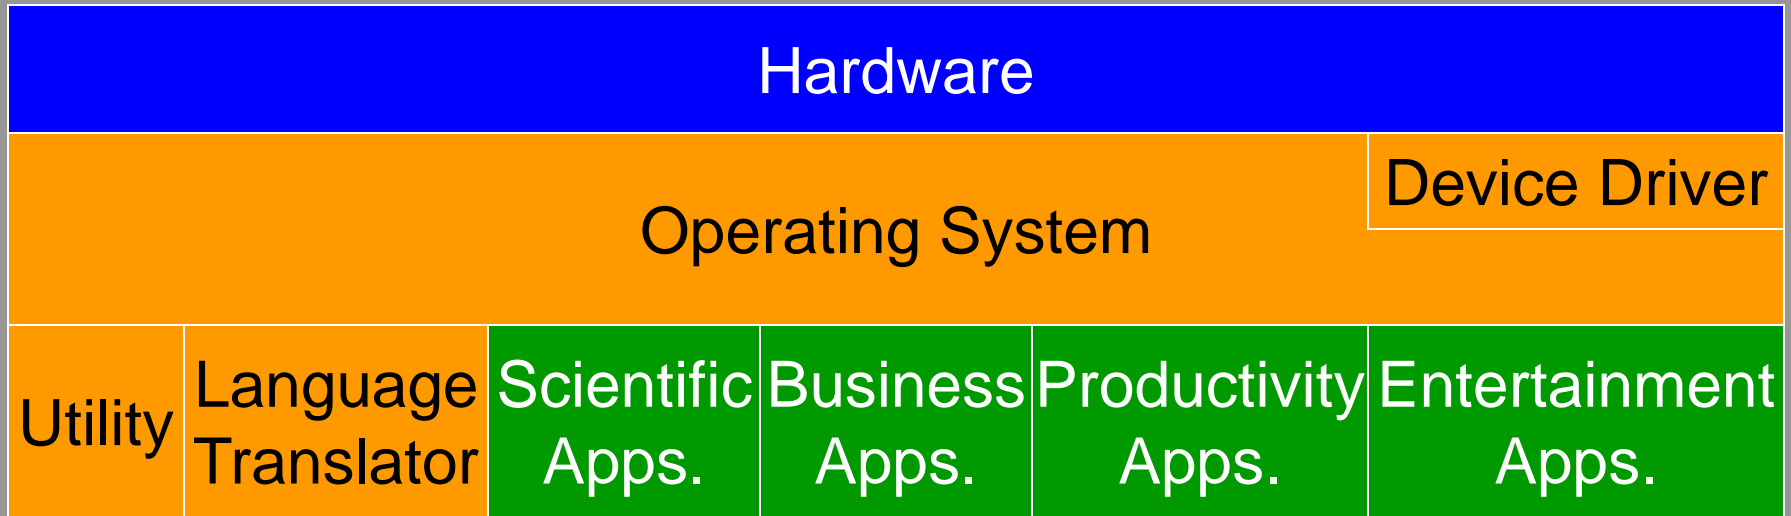 Hardware
Device Driver
Operating System
Utility
Language
Translator
Scientific
Apps.
Business
Apps.
Productivity
Apps.
Entertainment
Apps.